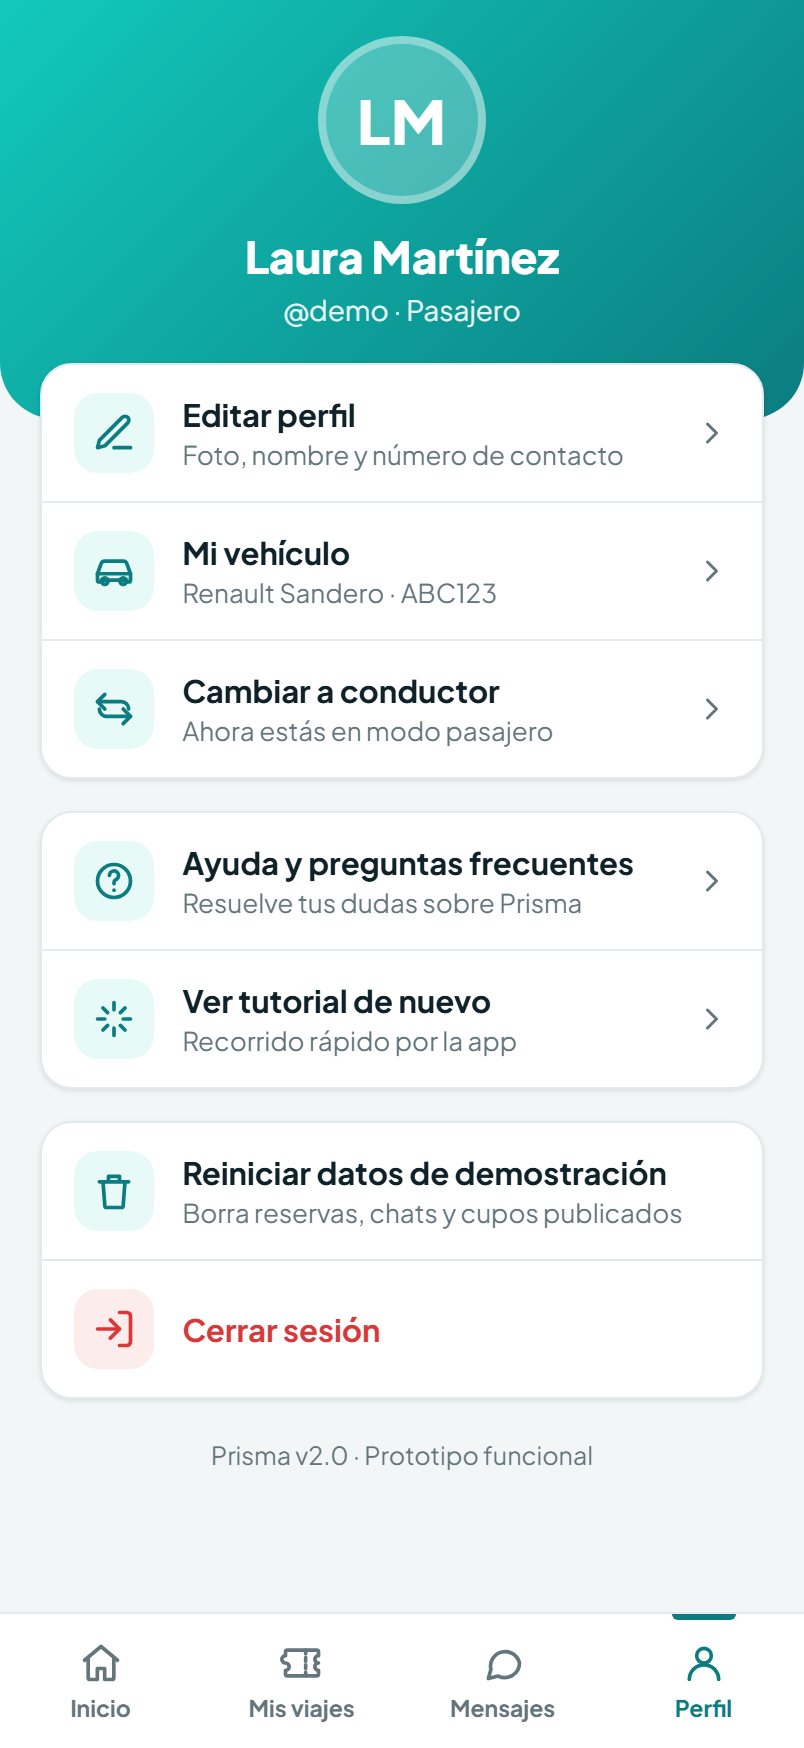 LM
Laura Martínez
@demo · Pasajero
Editar perfil
Foto, nombre y número de contacto
Mi vehículo
Renault Sandero · ABC123
Cambiar a conductor
Ahora estás en modo pasajero
Ayuda y preguntas frecuentes
Resuelve tus dudas sobre Prisma
Ver tutorial de nuevo
Recorrido rápido por la app
Reiniciar datos de demostración
Borra reservas, chats y cupos publicados
Cerrar sesión
Prisma v2.0 · Prototipo funcional
Inicio
Mis viajes
Mensajes
Perfil